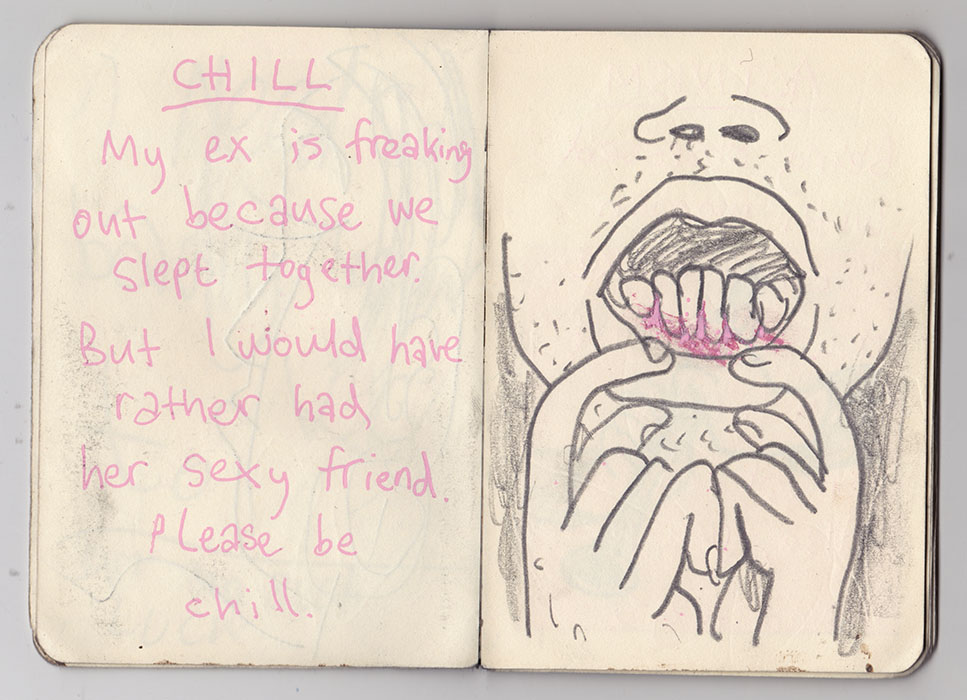 CHILL
My ex is freaking
out because we
slept together.
But I would have
rather had
her sexy friend.
Please be
chill.